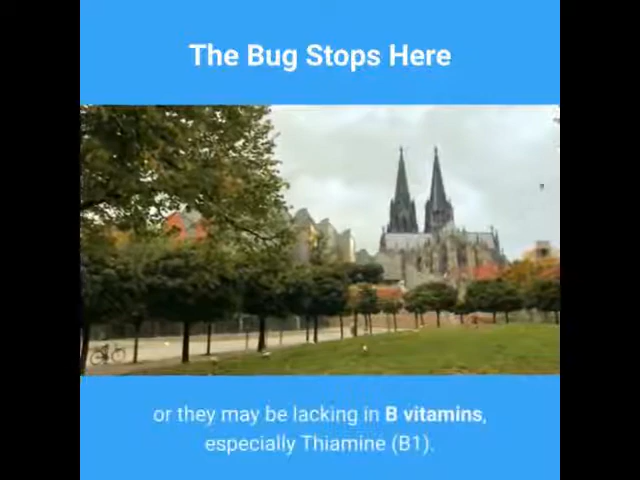 The Bug Stops Here
or they may be lacking in B vitamins,
especially Thiamine (B1).